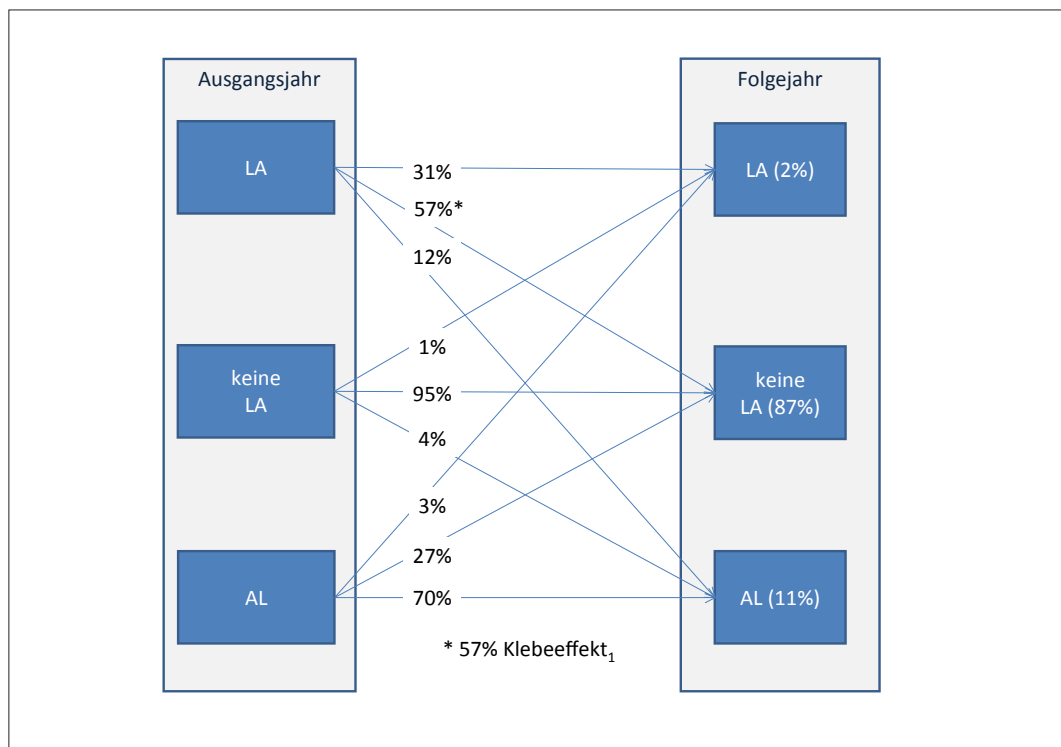 Ausgangsjahr
Folgejahr
LA
31%
LA (2%)
57%*
12%
1%
keine
LA
95%
keine
LA (87%)
4%
3%
27%
AL
70%
AL (11%)
* 57% Klebeeffekt₁